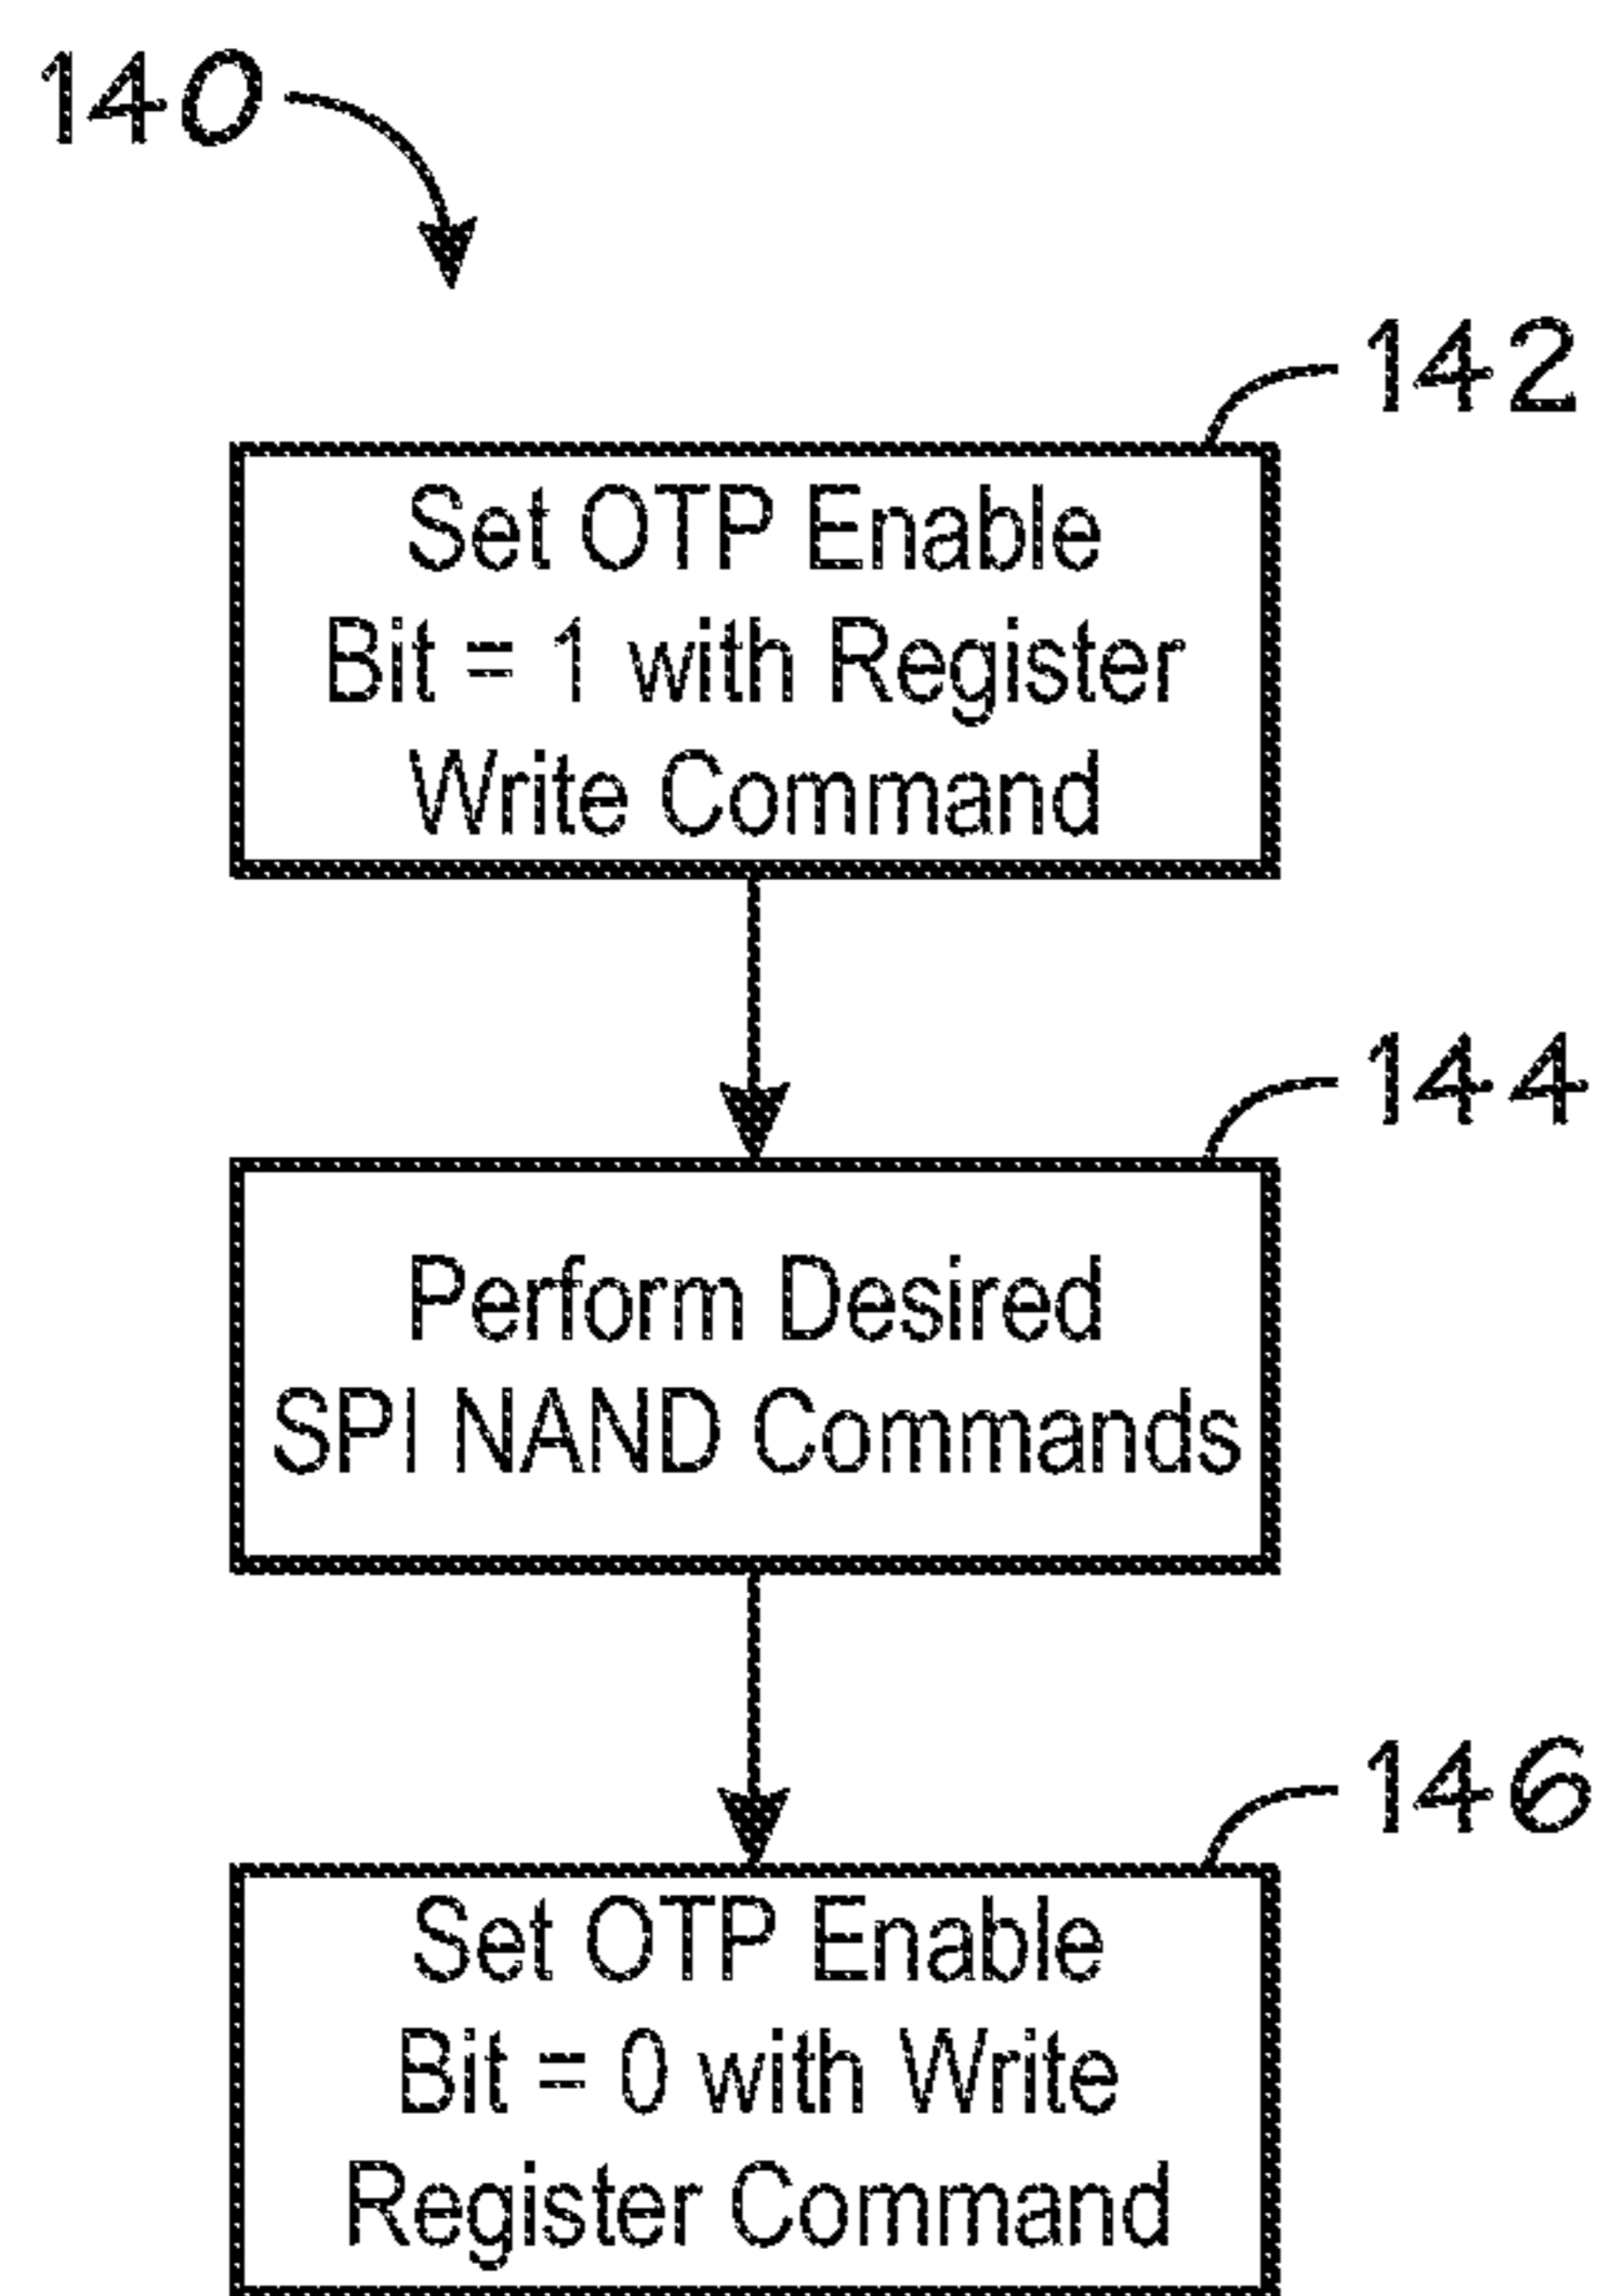 140
142
Set OTP Enable
Bit = 1 with Register
Write Command
144
Perform Desired
SPI NAND Commands
146
Set OTP Enable
Bit = 0 with Write
Register Command